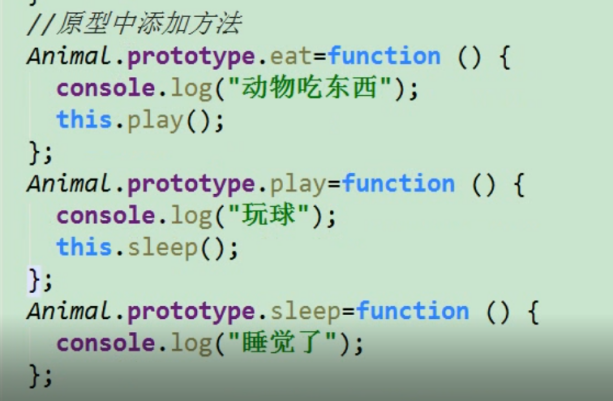 //原型中添加方法
Animal.prototype.eat=function () {
  console.log("动物吃东西");
  this.play();
};
Animal.prototype.play=function () {
  console.log("玩球");
  this.sleep();
};
Animal.prototype.sleep=function () {
  console.log("睡觉了");
};